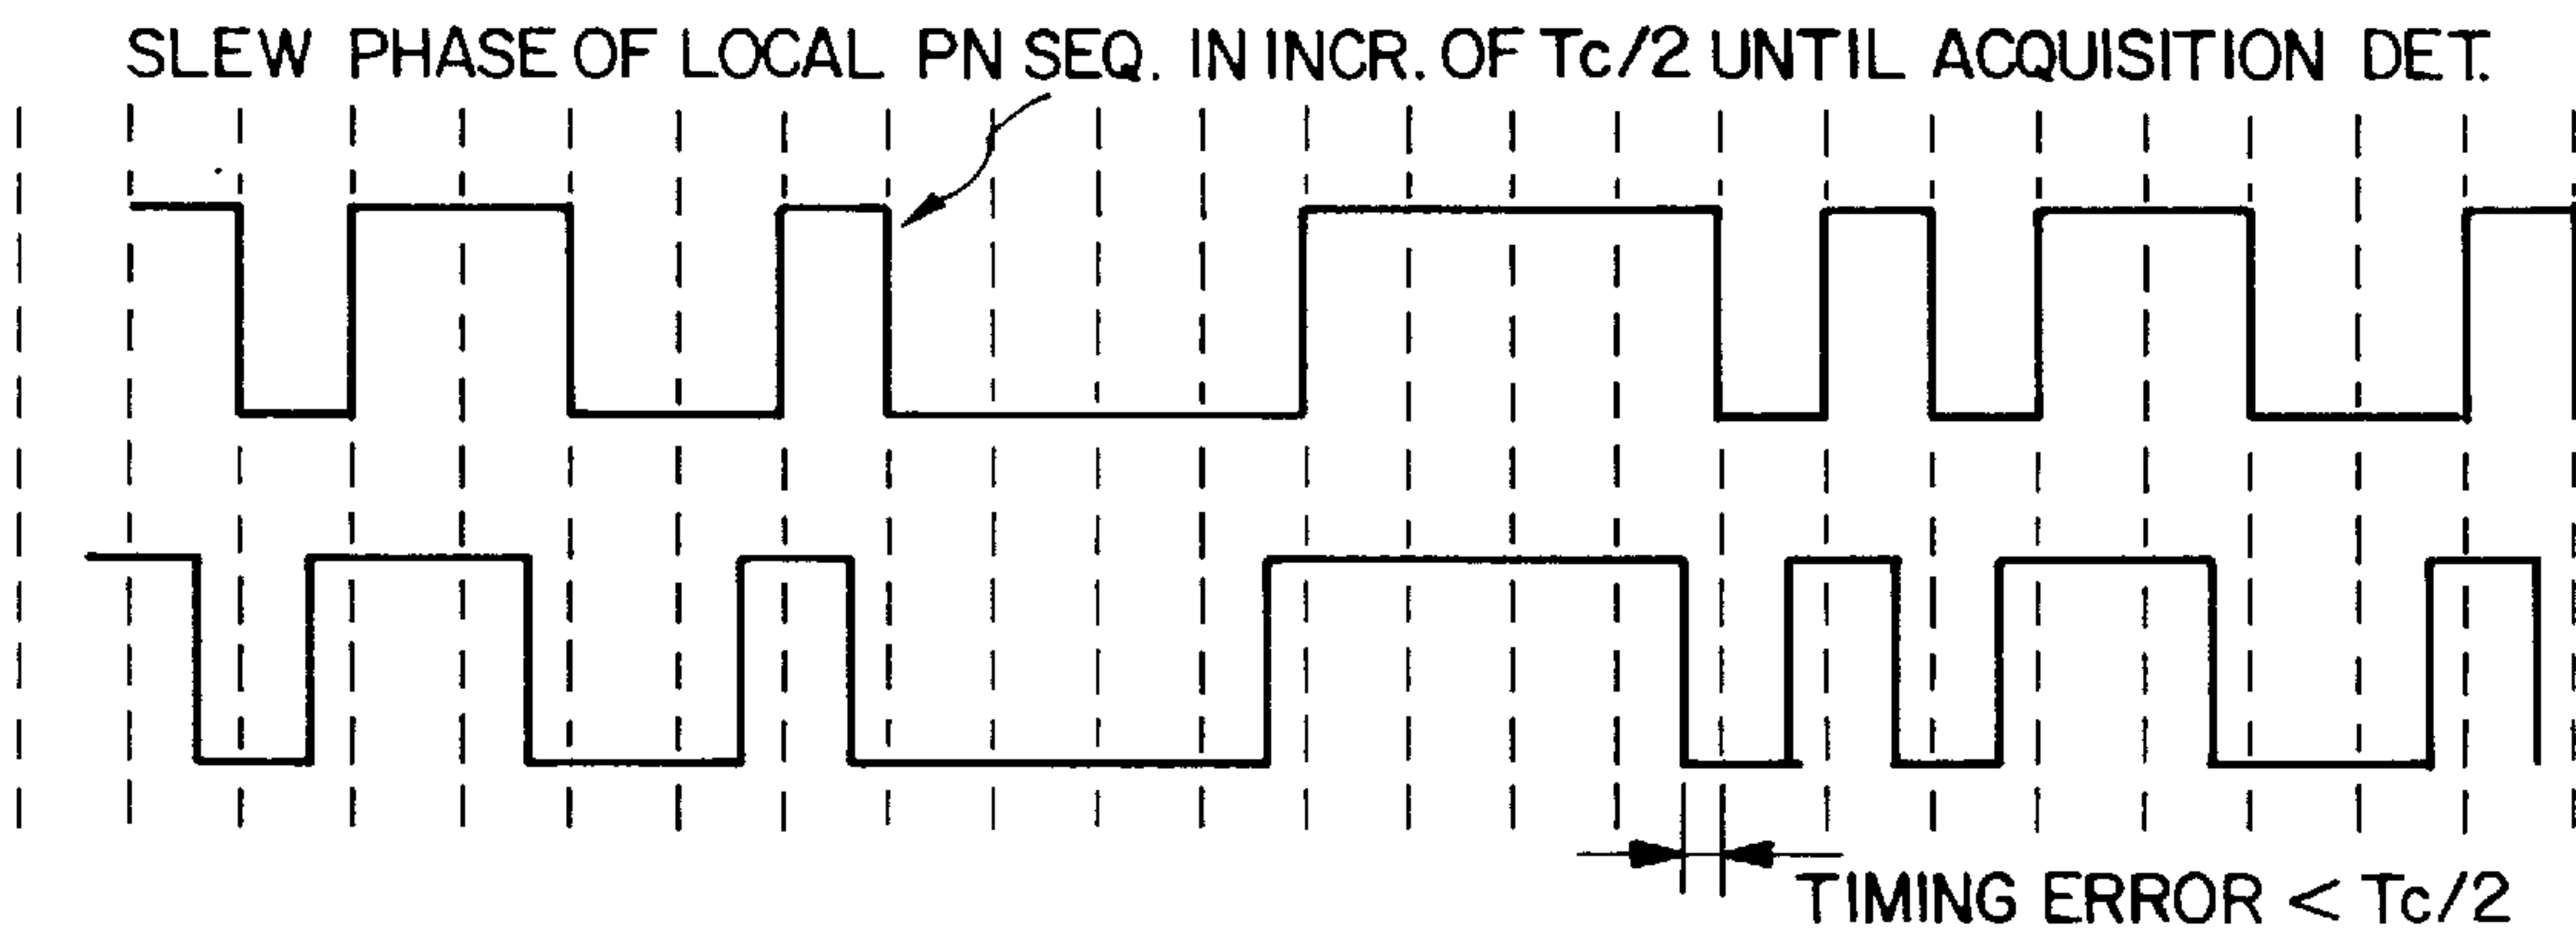 SLEW PHASE OF LOCAL PN SEQ. IN INCR. OF Tc/2 UNTIL ACQUISITION DET.
TIMING ERROR < Tc/2